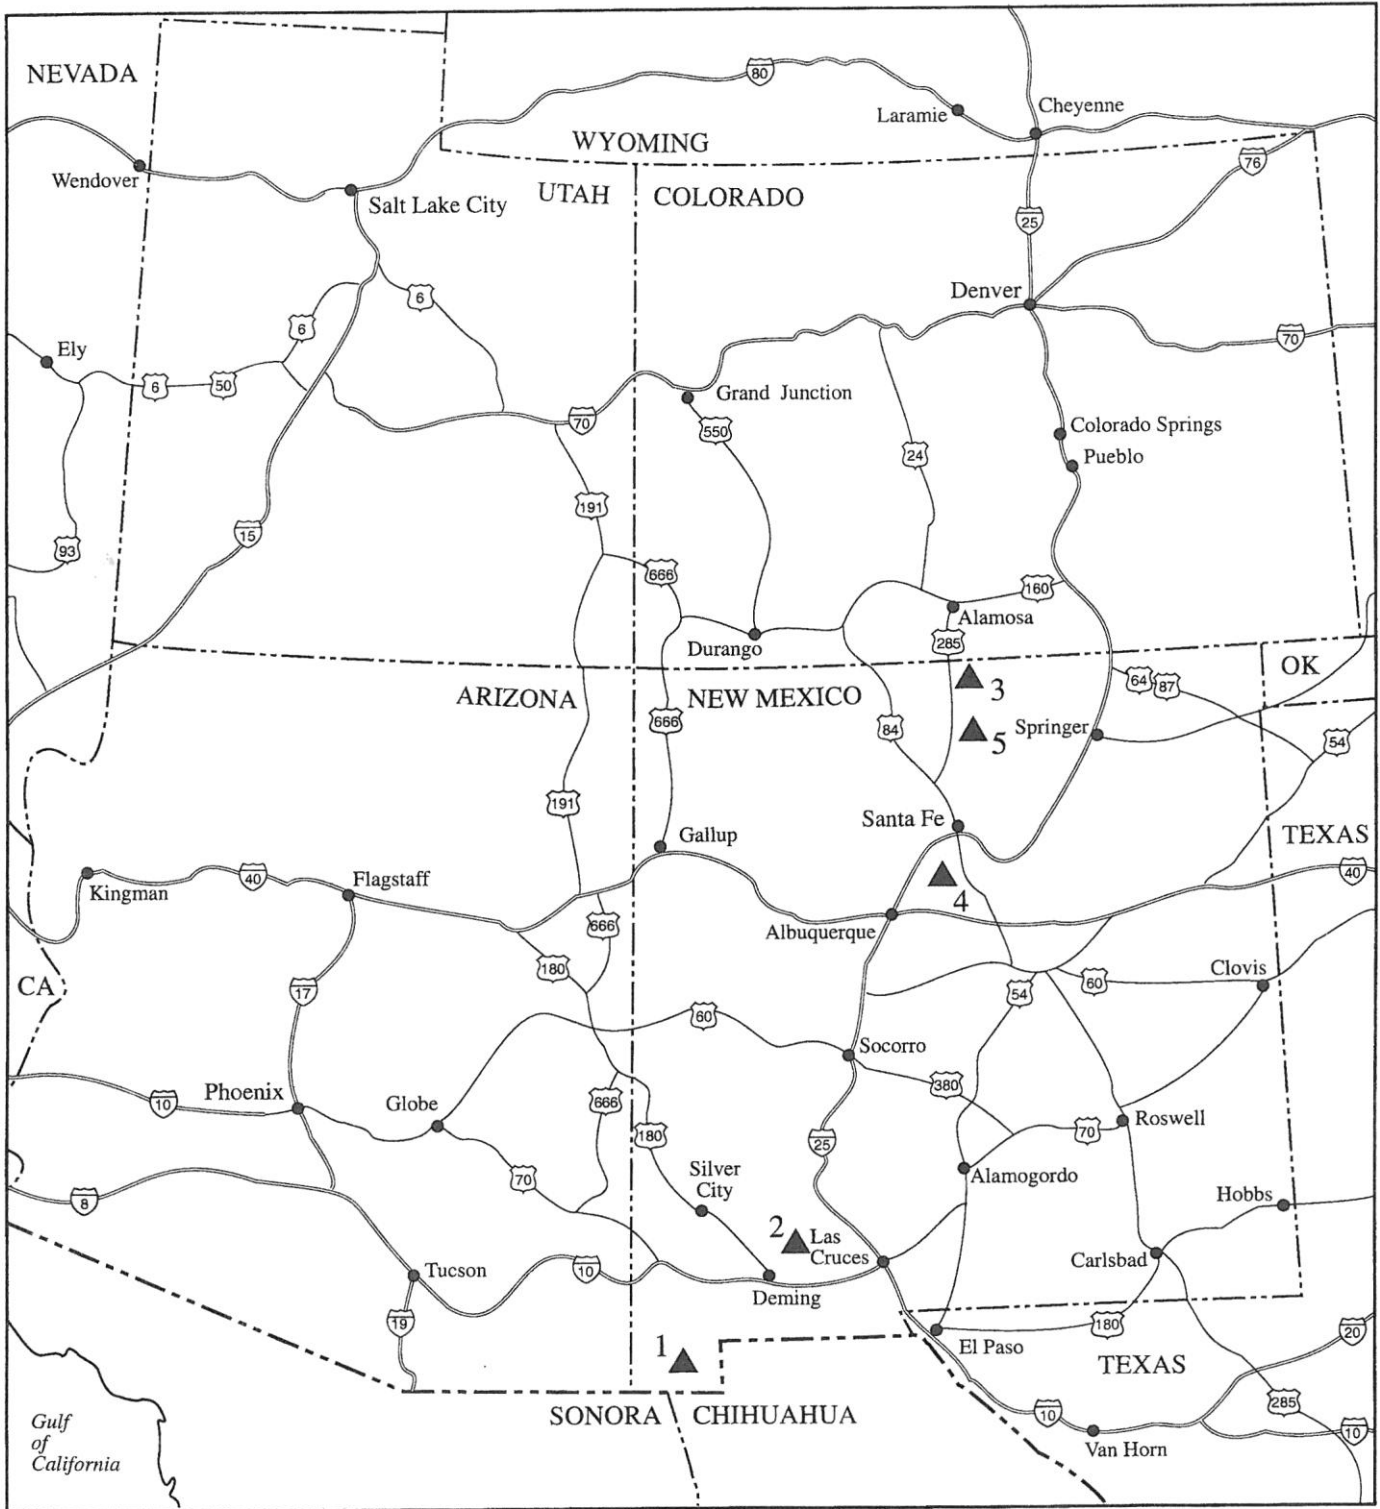 80
NEVADA
Laramie
Cheyenne
WYOMING
76
Wendover
UTAH
COLORADO
Salt Lake City
25
6
Denver
6
70
Ely
6
50
Grand Junction
70
550
Colorado Springs
24
Pueblo
191
15
93
666
160
Alamosa
Durango
285
OK
ARIZONA
NEW MEXICO
3
64
87
666
84
5
Springer
54
191
Santa Fe
Gallup
TEXAS
Kingman
40
Flagstaff
40
4
666
Albuquerque
180
Clovis
CA
17
54
60
60
Socorro
Phoenix
10
Globe
666
380
180
25
70
Roswell
70
Silver
City
Alamogordo
Hobbs
8
2
Las
Cruces
Carlsbad
Tucson
10
Deming
19
1
El Paso
180
20
TEXAS
SONORA
CHIHUAHUA
10
285
10
Gulf
of
California
Van Horn